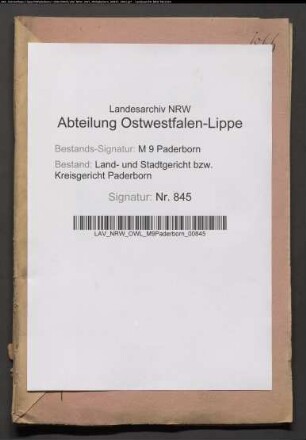 Landesarchiv NRW
Abteilung Ostwestfalen-Lippe
Bestands-Signatur: M 9 Paderborn
Bestand: Land- und Stadtgericht bzw.
Kreisgericht Paderborn
Signatur: Nr. 845
LAV_NRW_OWL_M9Paderborn_00845